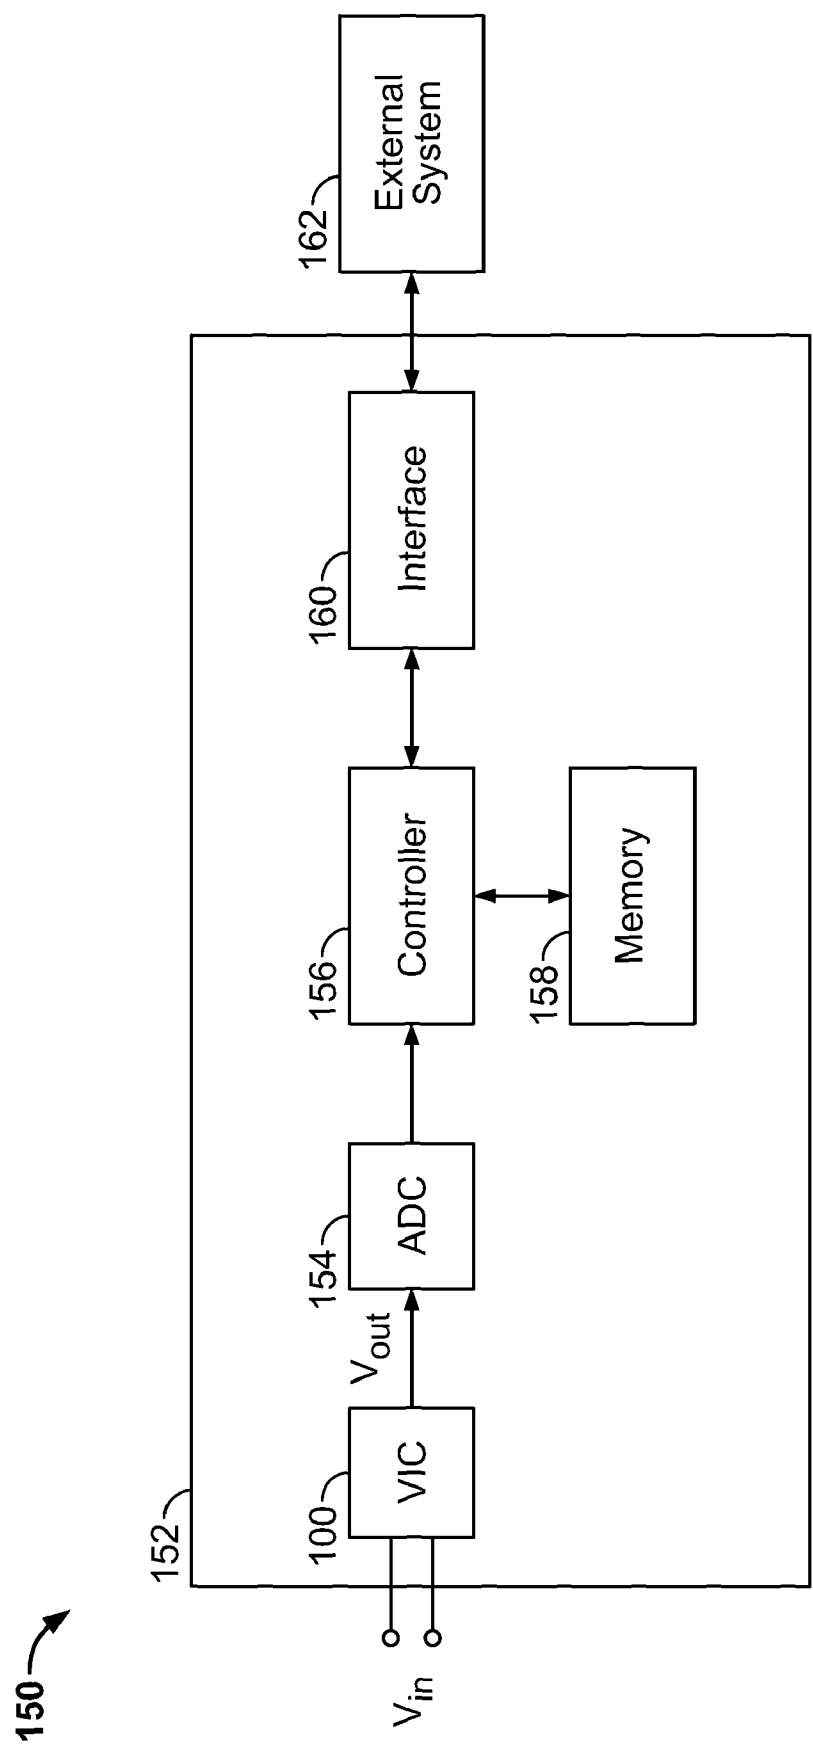 150
152
V_in
100
VIC
V_out
154
ADC
156
Controller
158
Memory
160
Interface
162
External
System